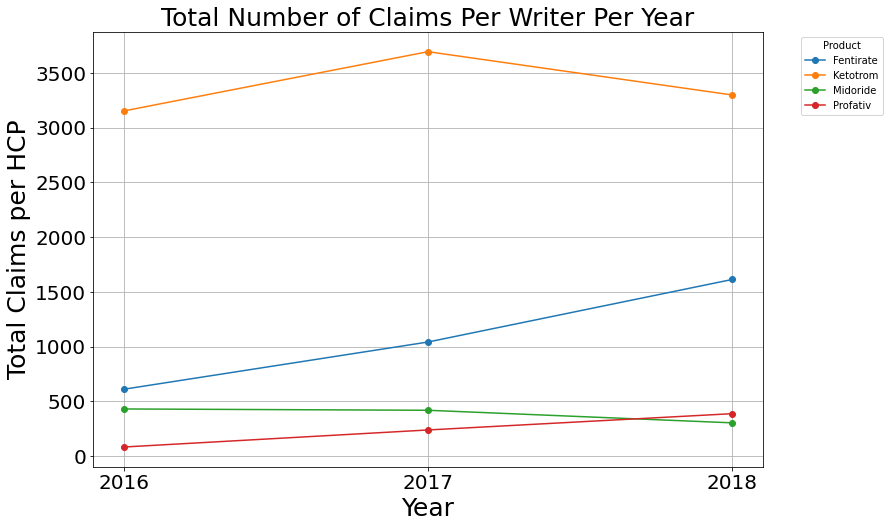 Total Number of Claims Per Writer Per Year
Total Claims per HCP
3500
3000
2500
2000
1500
1000
500
0
2016 2017 2018
Year
Product
Fentirate
Ketotrom
Midoride
Profativ